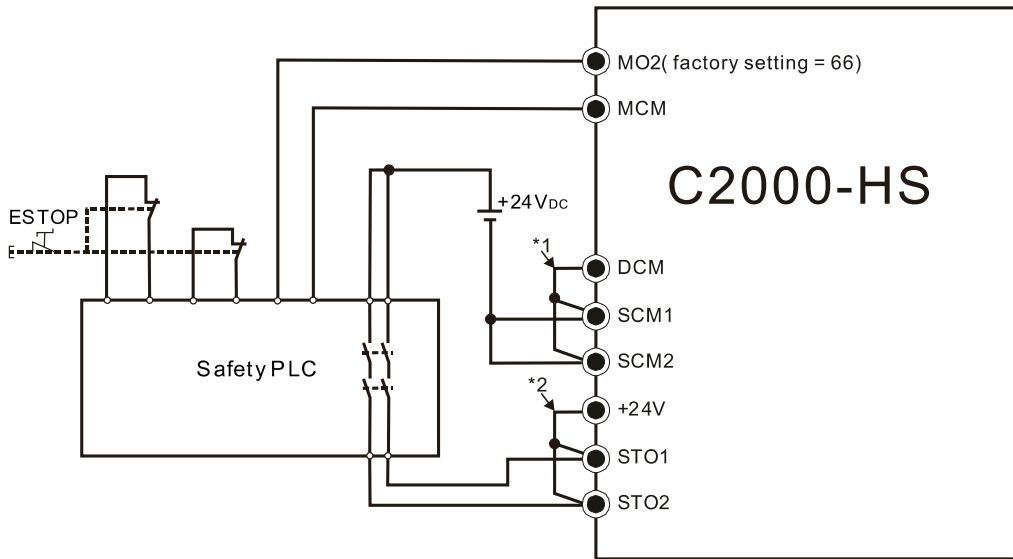 MO2( factory setting = 66)
MCM
C2000-HS
ESTOP
+24VDC
*1
DCM
SCM1
Safety PLC
SCM2
*2
+24V
STO1
STO2